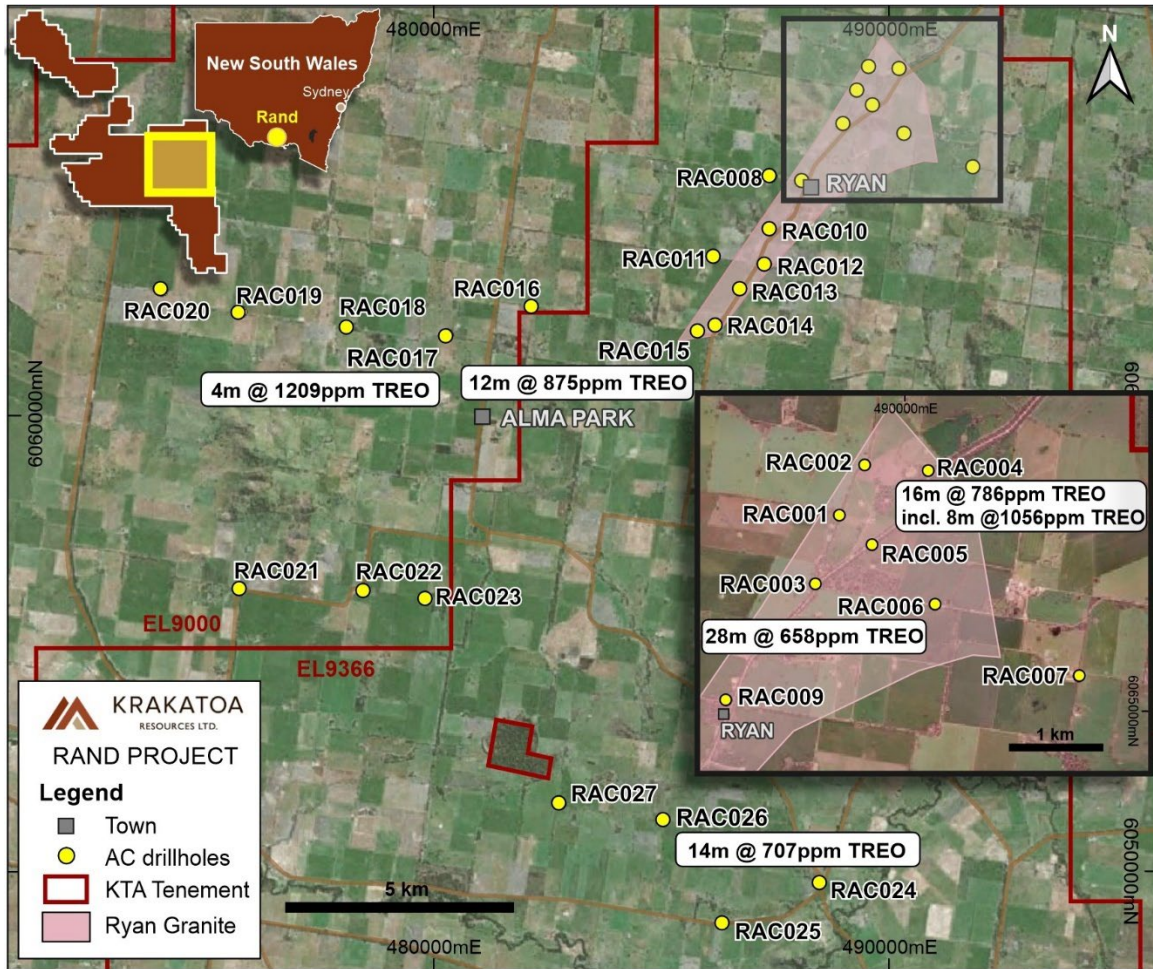 480000mE
490000mE
N
New South Wales
Sydney
Rand
RAC008
RYAN
RAC010
RAC011
RAC012
RAC013
RAC014
RAC015
RAC016
RAC020
RAC019
RAC018
RAC017
4m @ 1209ppm TREO
12m @ 875ppm TREO
ALMA PARK
6060000mN
606
490000mE
RAC002
RAC004
16m @ 786ppm TREO
incl. 8m @1056ppm TREO
RAC001
RAC005
RAC003
RAC006
28m @ 658ppm TREO
RAC007
RAC009
RYAN
6065000mN
1 km
RAC021
RAC022
RAC023
EL9000
EL9366
KRAKATOA
RESOURCES LTD.
RAND PROJECT
Legend
Town
AC drillholes
KTA Tenement
Ryan Granite
RAC027
RAC026
14m @ 707ppm TREO
RAC024
RAC025
5 km
6050000mN
480000mE
490000mE